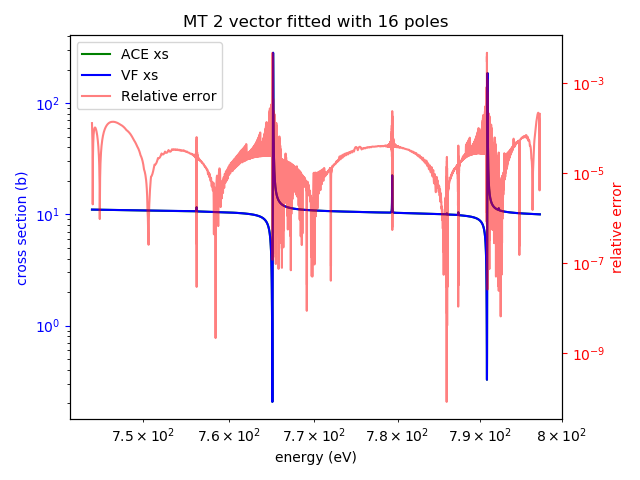 MT 2 vector fitted with 16 poles
ACE xs
VF xs
Relative error
cross section (b)
10²
10¹
10⁰
10⁻³
10⁻⁵
10⁻⁷
10⁻⁹
relative error
7.5 × 10² 7.6 × 10² 7.7 × 10² 7.8 × 10² 7.9 × 10² 8 × 10²
energy (eV)